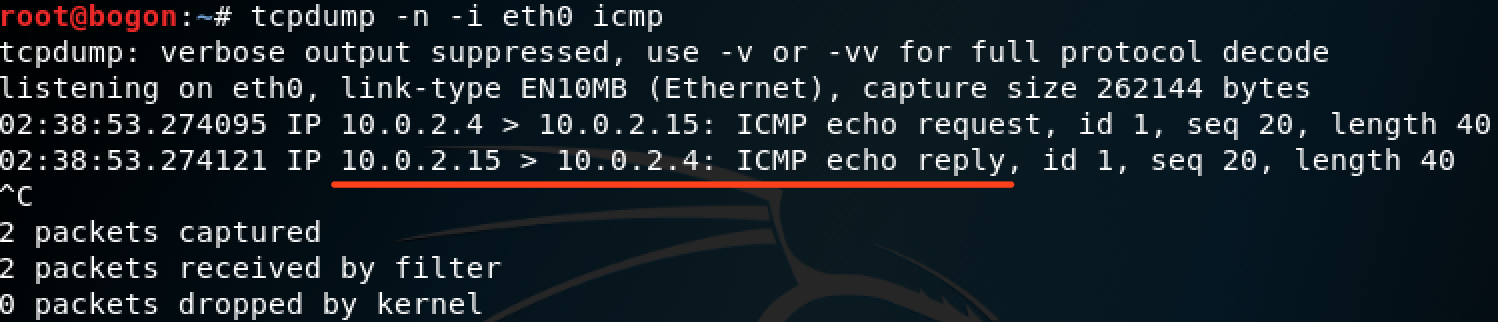 root@bogon:~# tcpdump -n -i eth0 icmp
tcpdump: verbose output suppressed, use -v or -vv for full protocol decode
listening on eth0, link-type EN10MB (Ethernet), capture size 262144 bytes
02:38:53.274095 IP 10.0.2.4 > 10.0.2.15: ICMP echo request, id 1, seq 20, length 40
02:38:53.274121 IP 10.0.2.15 > 10.0.2.4: ICMP echo reply, id 1, seq 20, length 40
^C
2 packets captured
2 packets received by filter
0 packets dropped by kernel